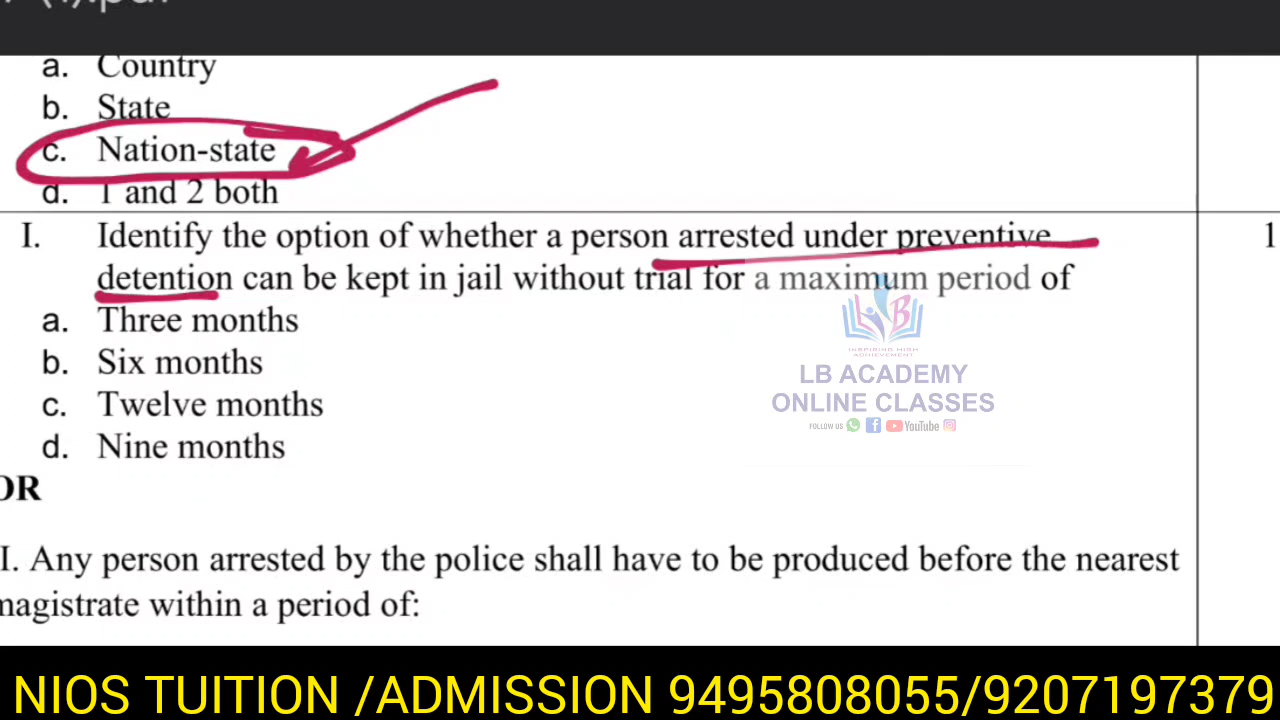 a. Country
b. State
c. Nation-state
d. 1 and 2 both
I. Identify the option of whether a person arrested under preventive 1
detention can be kept in jail without trial for a maximum period of
a. Three months
b. Six months
c. Twelve months
d. Nine months
OR
I. Any person arrested by the police shall have to be produced before the nearest
magistrate within a period of:
INSPIRING HIGH
ACHIEVEMENT
LB ACADEMY
ONLINE CLASSES
FOLLOW US YouTube
NIOS TUITION /ADMISSION 9495808055/9207197379